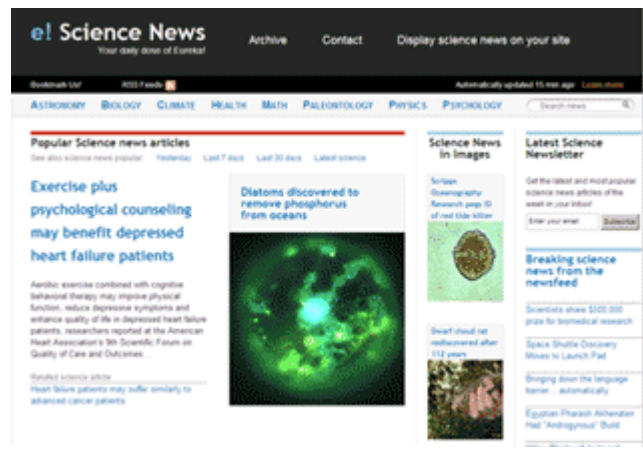 e! Science News
Your daily dose of Eureka!
Archive
Contact
Display science news on your site
Bookmark Us!
RSS Feeds
Automatically updated 15 min ago
Learn more
ASTRONOMY
BIOLOGY
CLIMATE
HEALTH
MATH
PALEONTOLOGY
PHYSICS
PSYCHOLOGY
Search news
Popular Science news articles
See also science news popular:
Yesterday
Last 7 days
Last 30 days
Latest science
Exercise plus
psychological counseling
may benefit depressed
heart failure patients
Aerobic exercise combined with cognitive
behavioral therapy may improve physical
function, reduce depressive symptoms and
enhance quality of life in depressed heart failure
patients, researchers reported at the American
Heart Association's 9th Scientific Forum on
Quality of Care and Outcomes...
Related science article
Heart failure patients may suffer similarly to
advanced cancer patients
Diatoms discovered to
remove phosphorus
from oceans
Science News
in Images
Scripps
Oceanography
Research pegs ID
of red tide killer
Dwarf cloud rat
rediscovered after
112 years
Latest Science
Newsletter
Get the latest and most popular
science news articles of the
week in your Inbox!
Enter your email
Subscribe
Breaking science
news from the
newsfeed
Scientists share $500,000
prize for biomedical research
Space Shuttle Discovery
Moves to Launch Pad
Bringing down the language
barrier... automatically
Egyptian Pharaoh Akhenaten
Had "Androgynous" Build